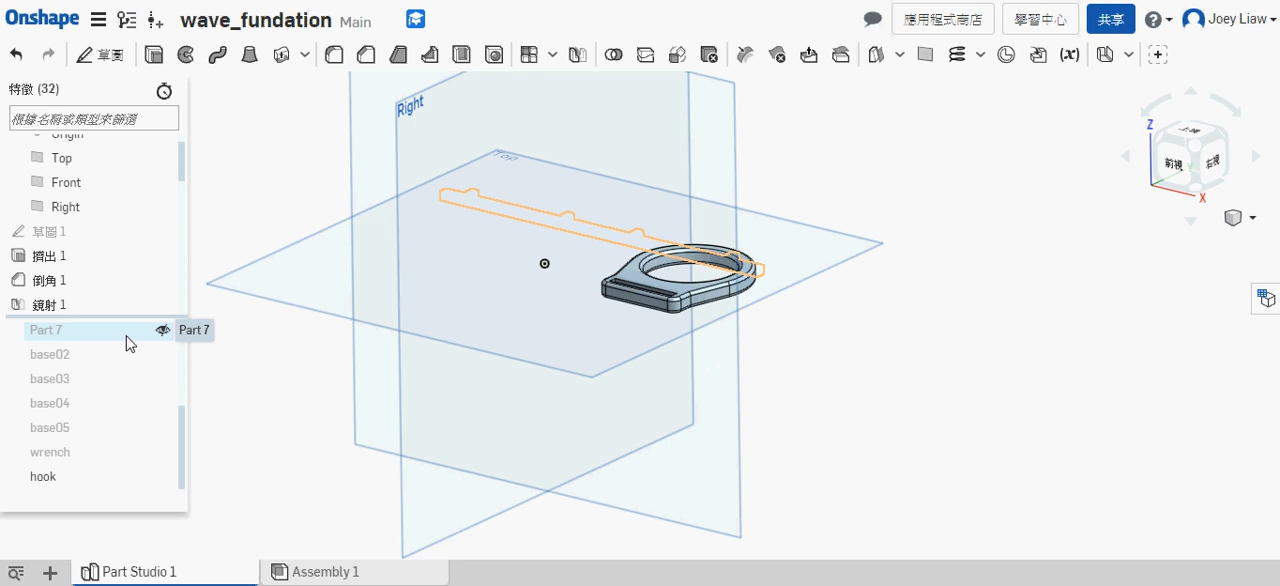 Onshape
wave_fundation Main
應用程式商店
學習中心
共享
Joey Liaw
草圖
(x)
特徵 (32)
根據名稱或類型來篩選
Origin
Top
Front
Right
草圖 1
擠出 1
倒角 1
鏡射 1
Part 7
Part 7
base02
base03
base04
base05
wrench
hook
Right
Top
Z
上視
前視
右視
X
Part Studio 1
Assembly 1